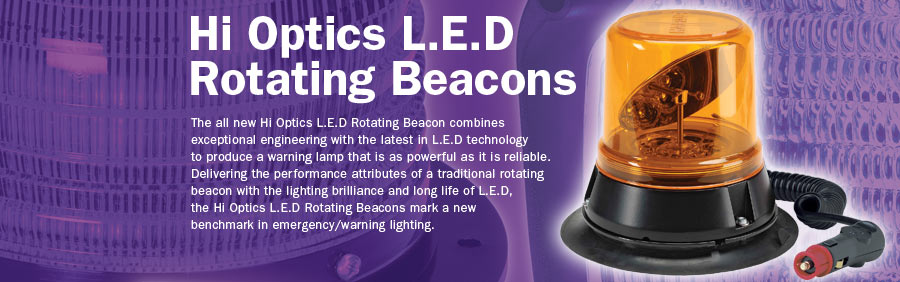 Hi Optics L.E.D
Rotating Beacons
The all new Hi Optics L.E.D Rotating Beacon combines
exceptional engineering with the latest in L.E.D technology
to produce a warning lamp that is as powerful as it is reliable.
Delivering the performance attributes of a traditional rotating
beacon with the lighting brilliance and long life of L.E.D,
the Hi Optics L.E.D Rotating Beacons mark a new
benchmark in emergency/warning lighting.